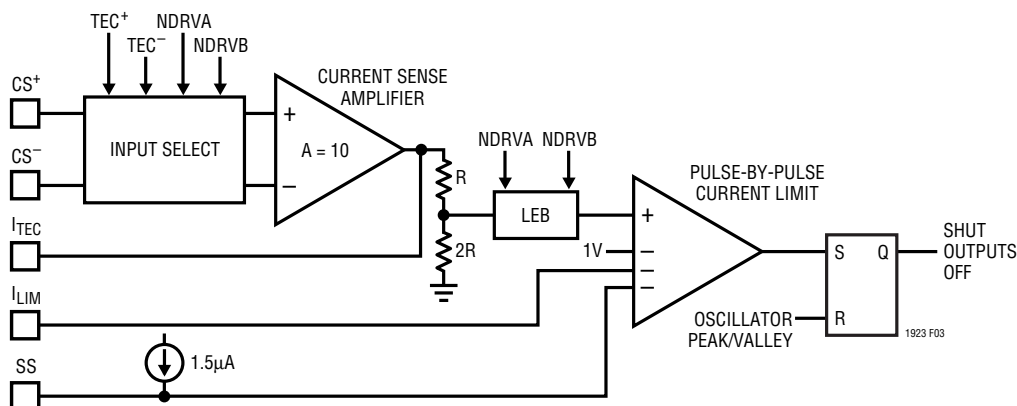 TEC+ NDRVA
TEC− NDRVB
CS+
CS−
INPUT SELECT
+
−
A = 10
CURRENT SENSE
AMPLIFIER
R
2R
NDRVA NDRVB
LEB
PULSE-BY-PULSE
CURRENT LIMIT
+
1V −
−
−
S Q
R
SHUT
OUTPUTS
OFF
OSCILLATOR
PEAK/VALLEY
1923 F03
ITEC
ILIM
SS
1.5µA